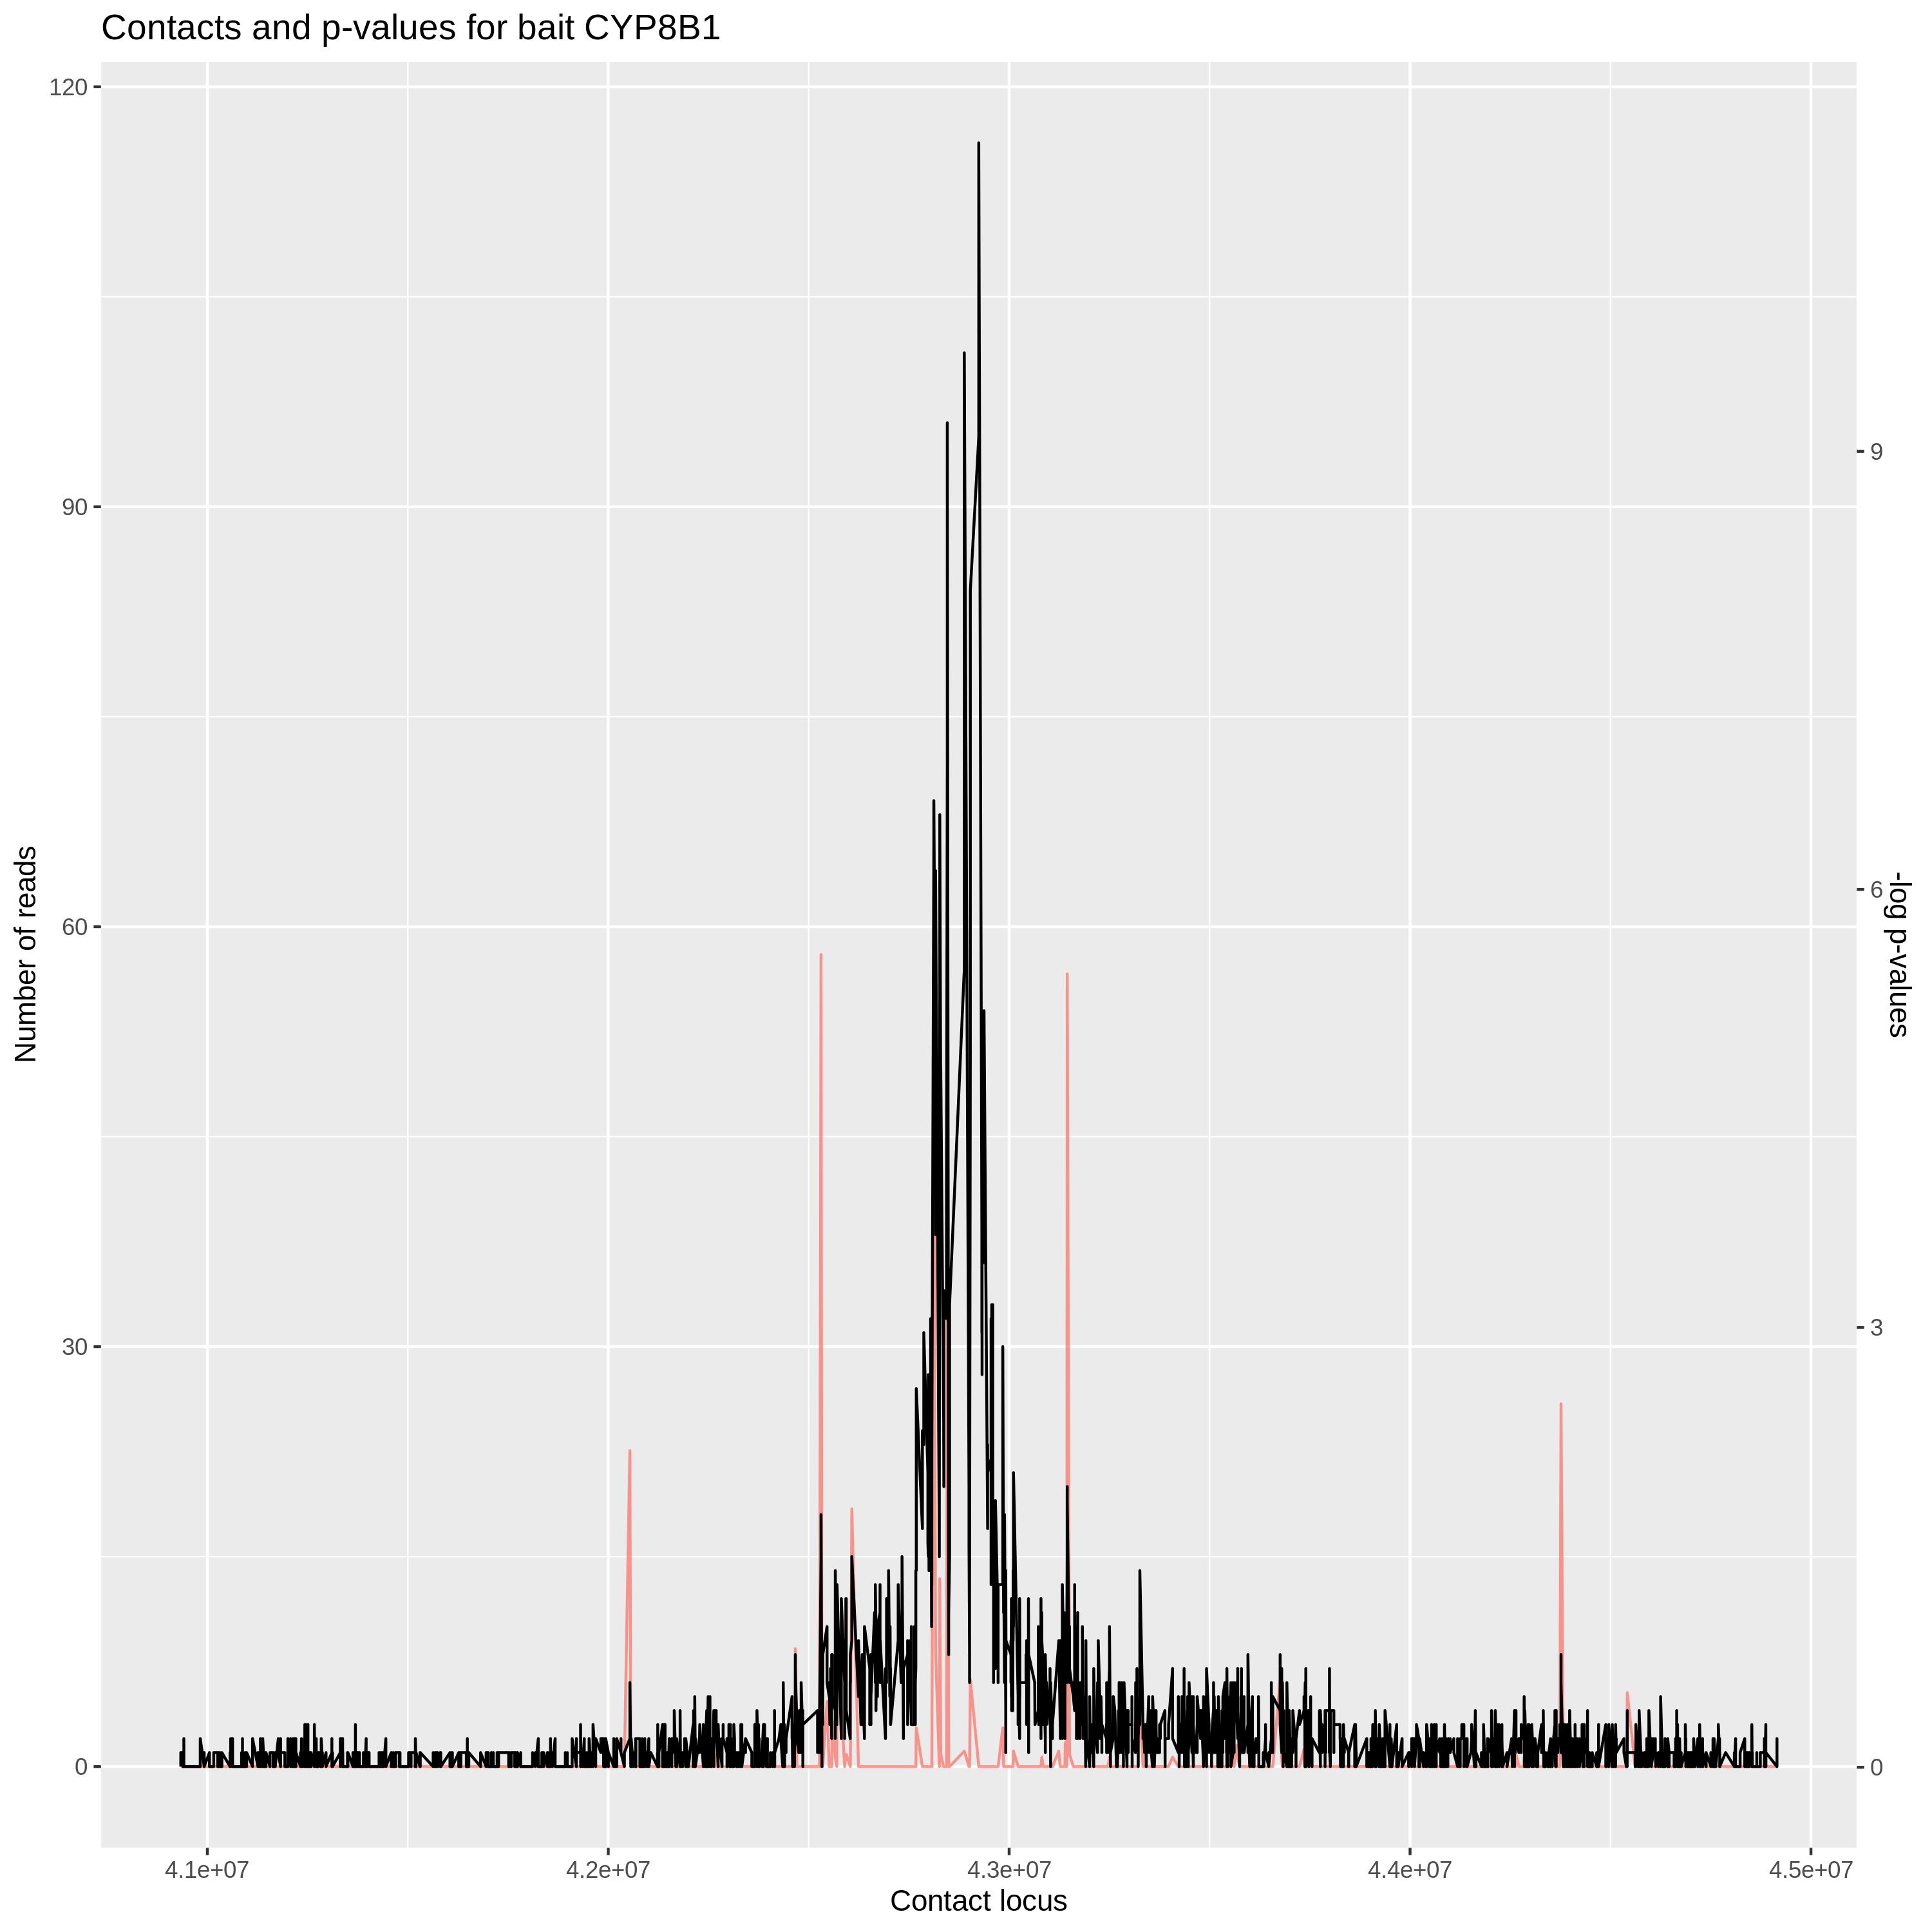 Contacts and p-values for bait CYP8B1
120
90
60
30
0
Number of reads
9
6
3
0
-log p-values
4.1e+07
4.2e+07
4.3e+07
4.4e+07
4.5e+07
Contact locus